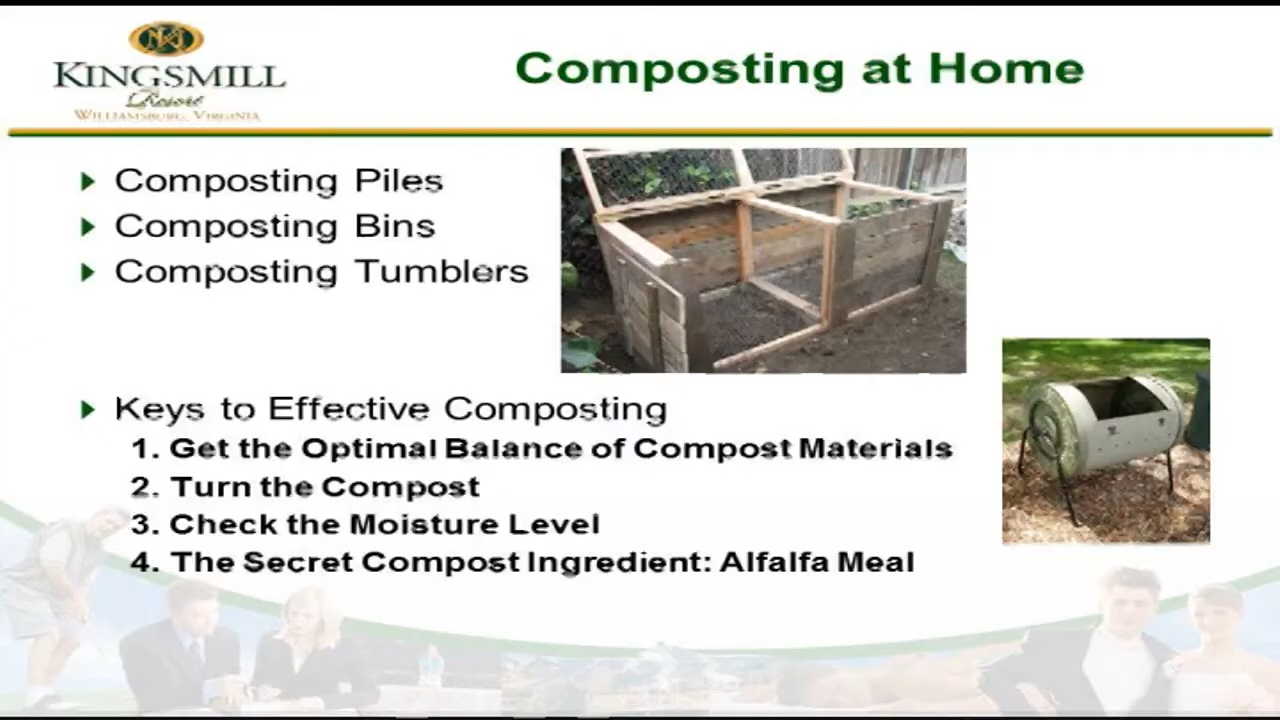 KINGSMILL
Resort
WILLIAMSBURG, VIRGINIA
Composting at Home
Composting Piles
Composting Bins
Composting Tumblers
Keys to Effective Composting
1. Get the Optimal Balance of Compost Materials
2. Turn the Compost
3. Check the Moisture Level
4. The Secret Compost Ingredient: Alfalfa Meal